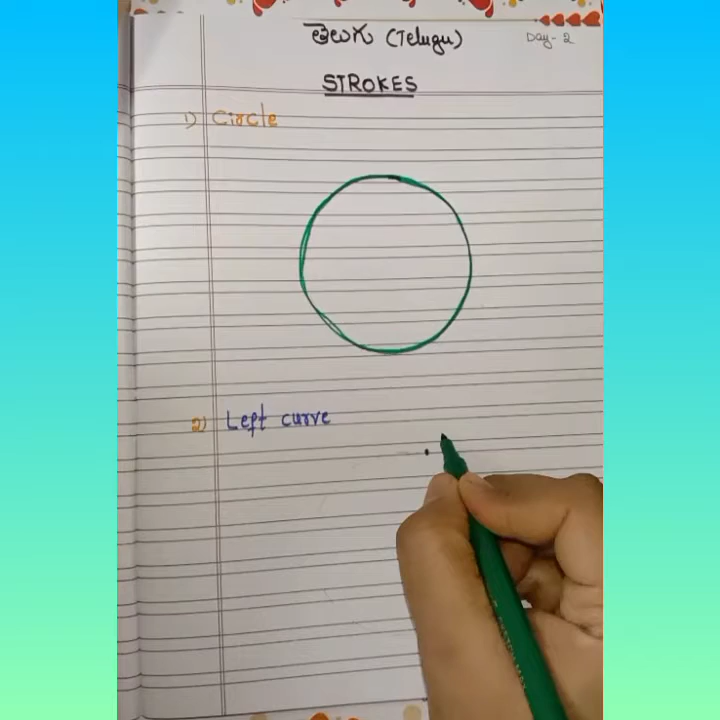 తెలుగు (Telugu)
Day - 2
STROKES
1) Circle
2) Left curve